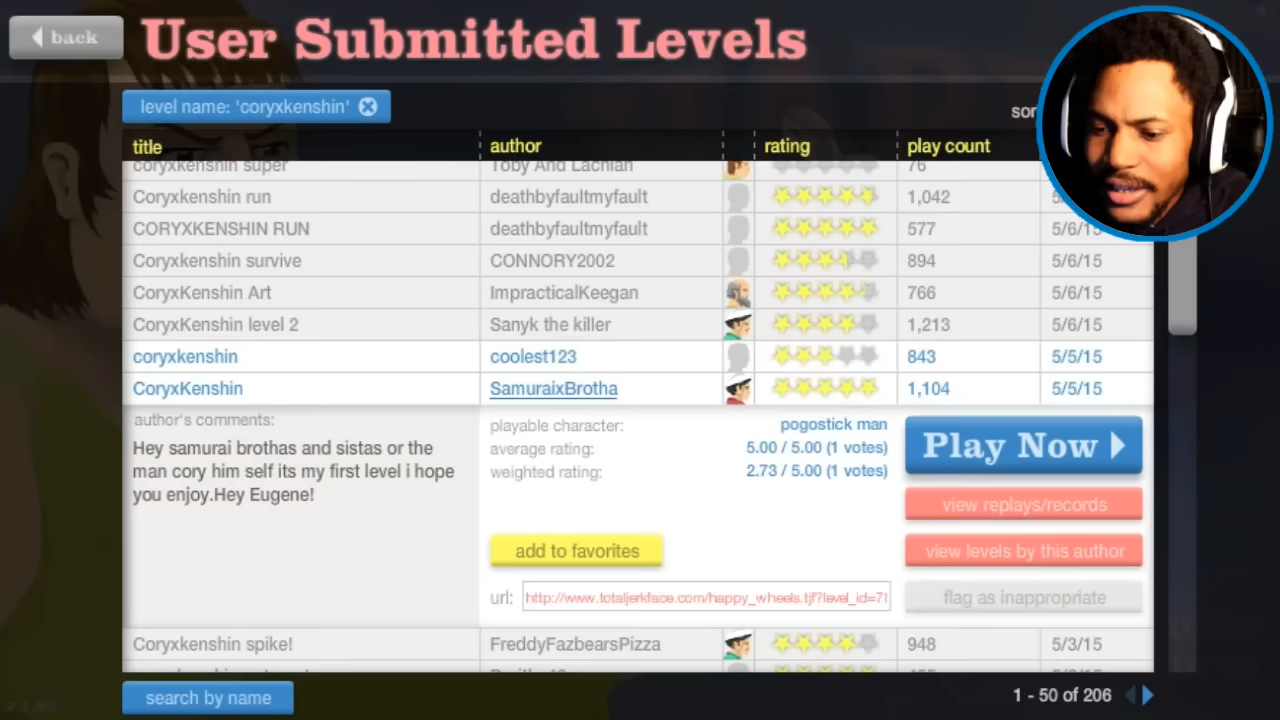 back
User Submitted Levels
level name: 'coryxkenshin'
sor
title author rating play count
coryxkenshin super Toby And Lachlan 76
Coryxkenshin run deathbyfaultmyfault 1,042
CORYXKENSHIN RUN deathbyfaultmyfault 577 5/6/15
Coryxkenshin survive CONNORY2002 894 5/6/15
CoryxKenshin Art ImpracticalKeegan 766 5/6/15
CoryxKenshin level 2 Sanyk the killer 1,213 5/6/15
coryxkenshin coolest123 843 5/5/15
CoryxKenshin SamuraixBrotha 1,104 5/5/15
author's comments:
Hey samurai brothas and sistas or the
man cory him self its my first level i hope
you enjoy.Hey Eugene!
playable character: pogostick man
average rating: 5.00 / 5.00 (1 votes)
weighted rating: 2.73 / 5.00 (1 votes)
add to favorites
url: http://www.totaljerkface.com/happy_wheels.tjf?level_id=7
Play Now
view replays/records
view levels by this author
flag as inappropriate
Coryxkenshin spike! FreddyFazbearsPizza 948 5/3/15
search by name
1 - 50 of 206